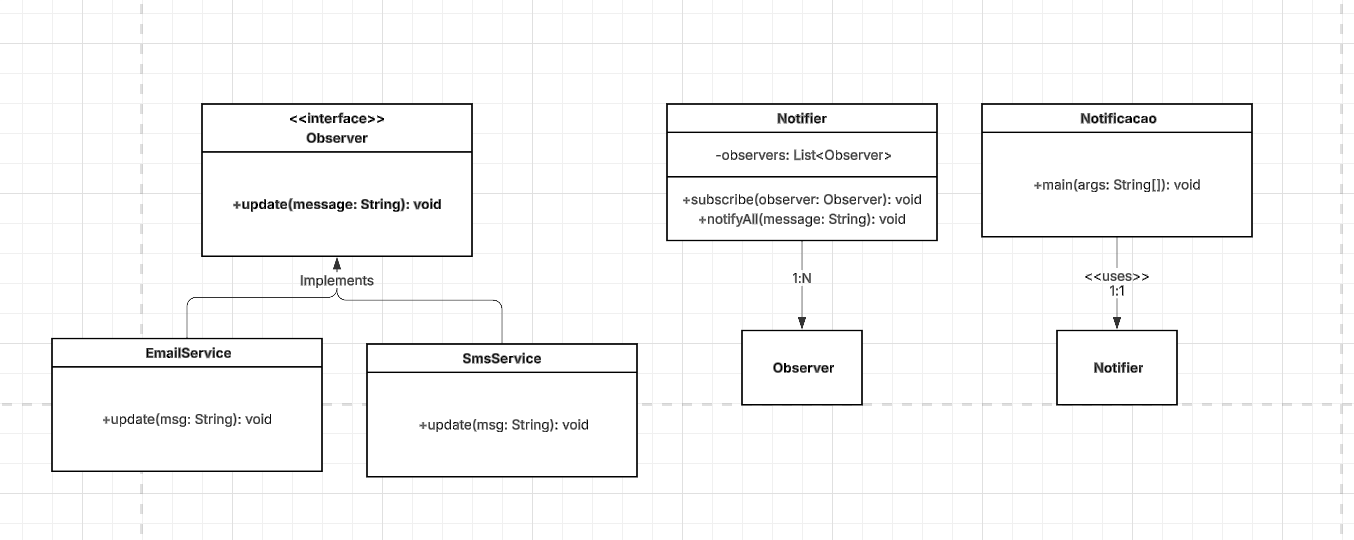 <<interface>>
Observer
+update(message: String): void
Implements
EmailService
+update(msg: String): void
SmsService
+update(msg: String): void
Notifier
-observers: List<Observer>
+subscribe(observer: Observer): void
+notifyAll(message: String): void
1:N
Observer
Notificacao
+main(args: String[]): void
<<uses>>
1:1
Notifier